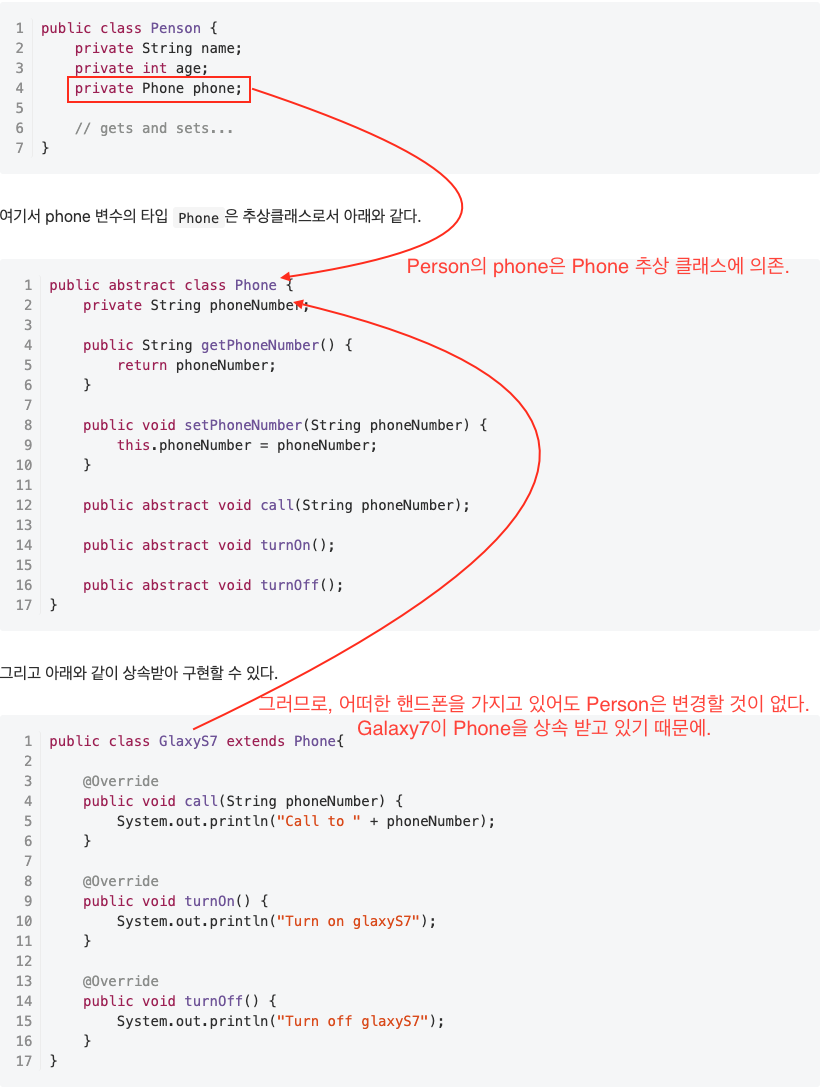 1 public class Penson {
2     private String name;
3     private int age;
4     private Phone phone;
5
6     // gets and sets...
7 }
여기서 phone 변수의 타입 Phone 은 추상클래스로서 아래와 같다.
Person의 phone은 Phone 추상 클래스에 의존.
1 public abstract class Phone {
2     private String phoneNumber;
3
4     public String getPhoneNumber() {
5         return phoneNumber;
6     }
7
8     public void setPhoneNumber(String phoneNumber) {
9         this.phoneNumber = phoneNumber;
10     }
11
12     public abstract void call(String phoneNumber);
13
14     public abstract void turnOn();
15
16     public abstract void turnOff();
17 }
그리고 아래와 같이 상속받아 구현할 수 있다.
그러므로, 어떠한 핸드폰을 가지고 있어도 Person은 변경할 것이 없다.
Galaxy7이 Phone을 상속 받고 있기 때문에.
1 public class GlaxyS7 extends Phone{
2
3     @Override
4     public void call(String phoneNumber) {
5         System.out.println("Call to " + phoneNumber);
6     }
7
8     @Override
9     public void turnOn() {
10         System.out.println("Turn on glaxyS7");
11     }
12
13     @Override
14     public void turnOff() {
15         System.out.println("Turn off glaxyS7");
16     }
17 }